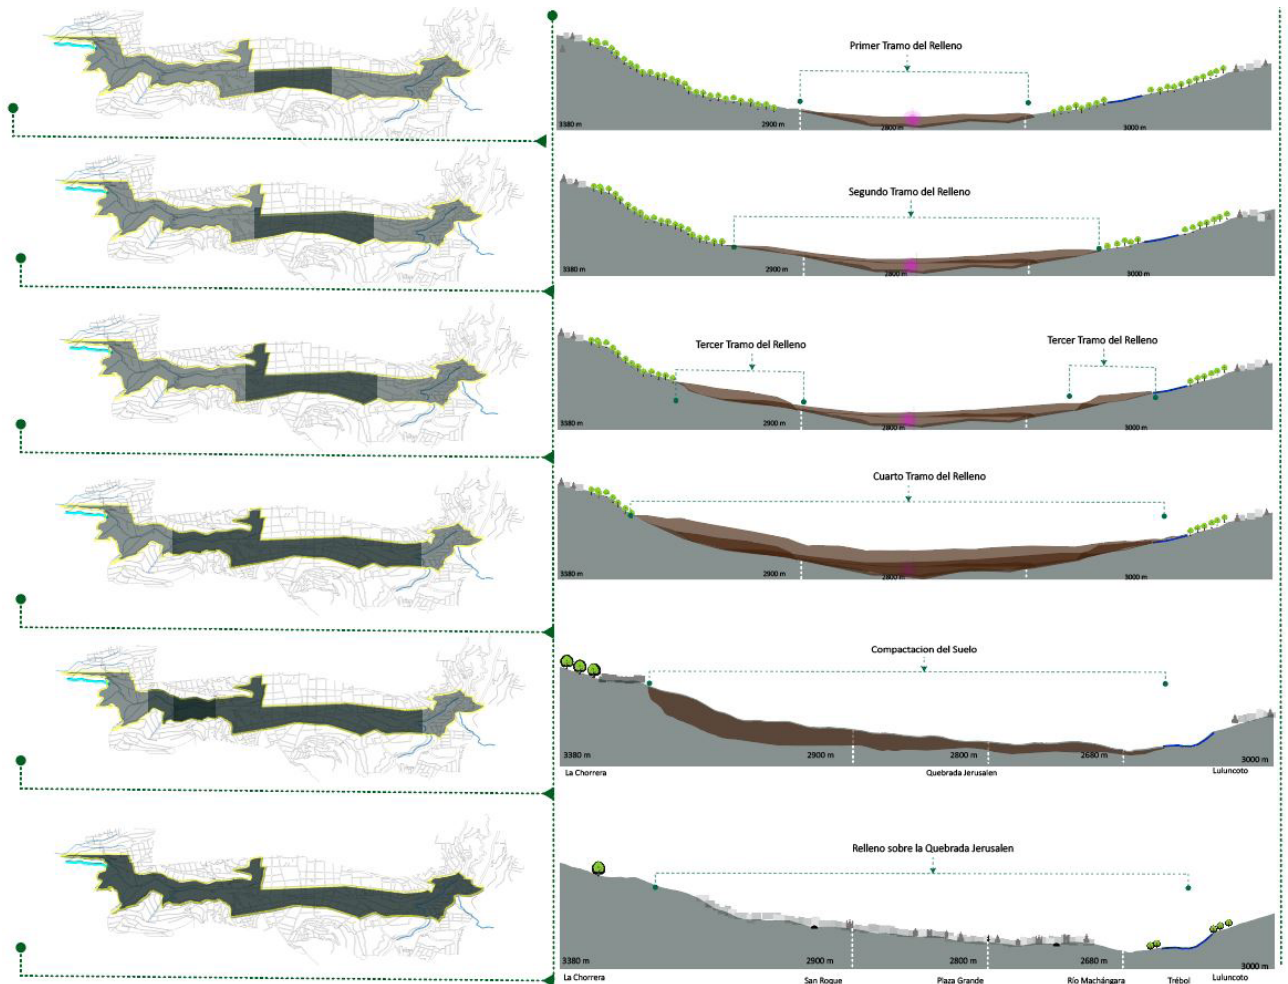 Primer Tramo del Relleno
3380 m
2900 m
2800 m
3000 m
Segundo Tramo del Relleno
3380 m
2900 m
2800 m
3000 m
Tercer Tramo del Relleno
Tercer Tramo del Relleno
3380 m
2900 m
2800 m
3000 m
Cuarto Tramo del Relleno
3380 m
2900 m
2800 m
3000 m
Compactacion del Suelo
3380 m
2900 m
2800 m
2680 m
3000 m
La Chorrera
Quebrada Jerusalen
Luluncoto
Relleno sobre la Quebrada Jerusalen
3380 m
2900 m
2800 m
2680 m
3000 m
La Chorrera
San Roque
Plaza Grande
Río Machángara
Trébol
Luluncoto